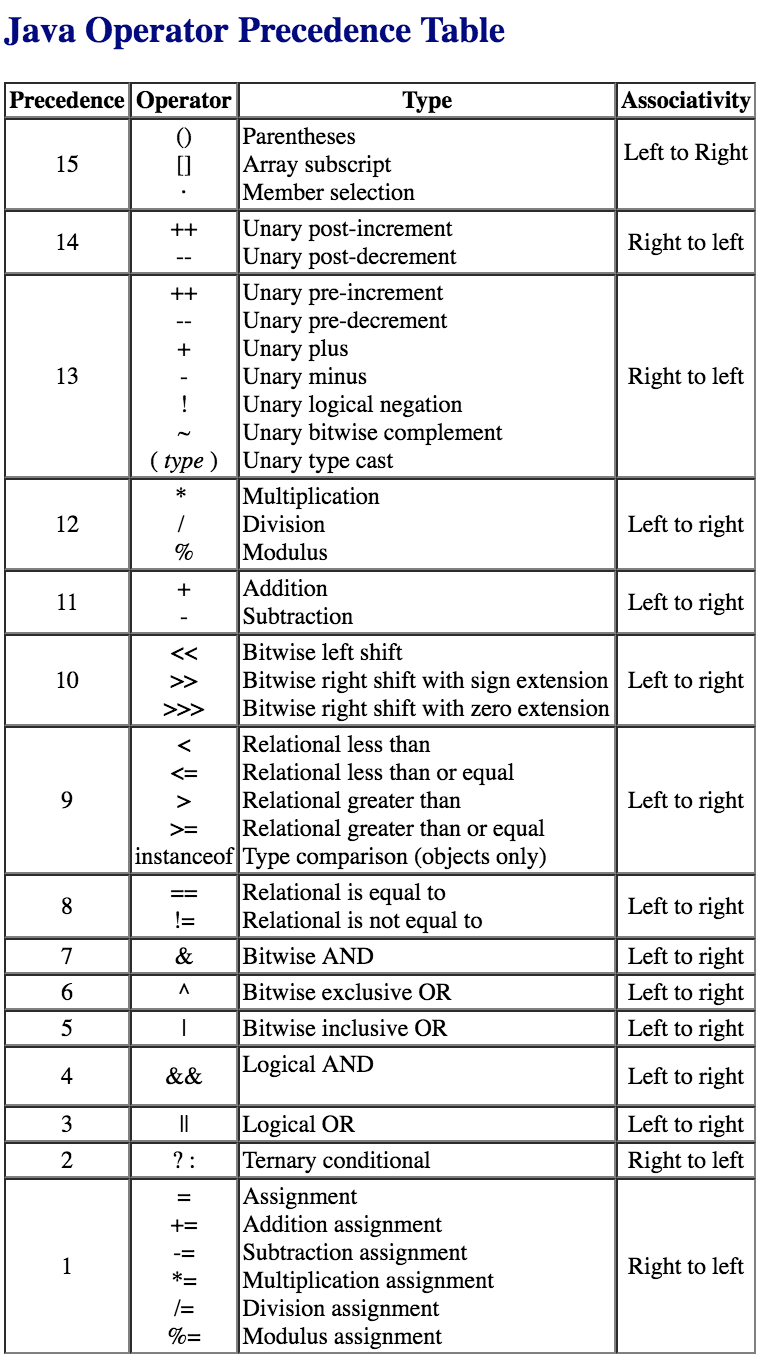 Java Operator Precedence Table
Precedence Operator Type Associativity
15 () Parentheses Left to Right
[] Array subscript
· Member selection
14 ++ Unary post-increment Right to left
-- Unary post-decrement
13 ++ Unary pre-increment Right to left
-- Unary pre-decrement
+ Unary plus
- Unary minus
! Unary logical negation
~ Unary bitwise complement
( type ) Unary type cast
12 * Multiplication Left to right
/ Division
% Modulus
11 + Addition Left to right
- Subtraction
10 << Bitwise left shift Left to right
>> Bitwise right shift with sign extension
>>> Bitwise right shift with zero extension
9 < Relational less than Left to right
<= Relational less than or equal
> Relational greater than
>= Relational greater than or equal
instanceof Type comparison (objects only)
8 == Relational is equal to Left to right
!= Relational is not equal to
7 & Bitwise AND Left to right
6 ^ Bitwise exclusive OR Left to right
5 | Bitwise inclusive OR Left to right
4 && Logical AND Left to right
3 || Logical OR Left to right
2 ? : Ternary conditional Right to left
1 = Assignment Right to left
+= Addition assignment
-= Subtraction assignment
*= Multiplication assignment
/= Division assignment
%= Modulus assignment